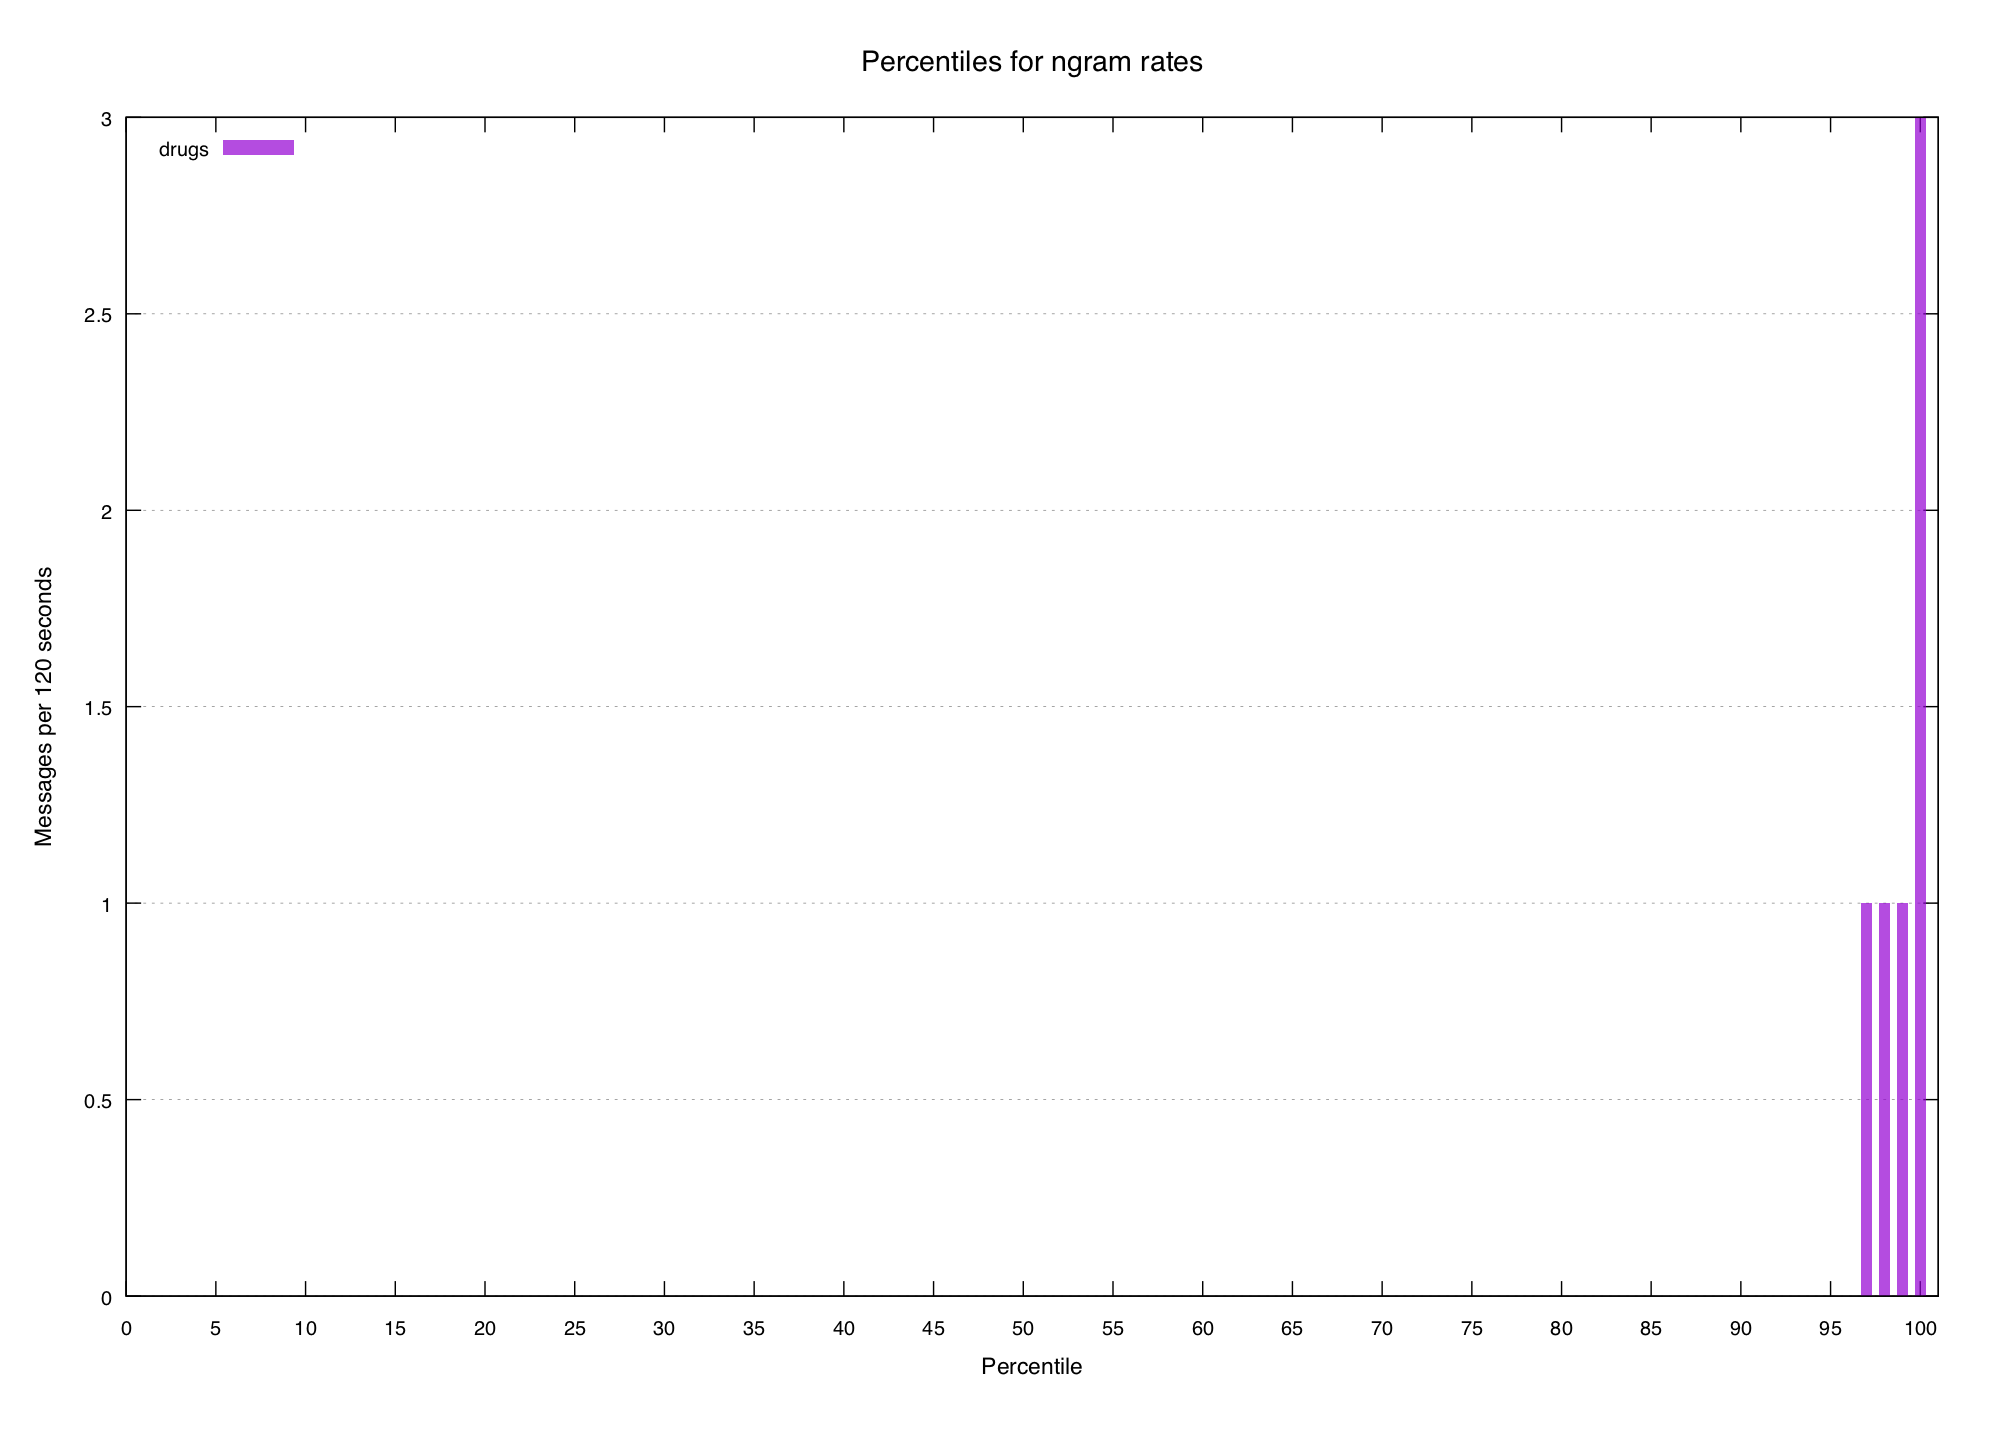 Percentiles for ngram rates
drugs
3
2.5
2
1.5
1
0.5
0
Messages per 120 seconds
0 5 10 15 20 25 30 35 40 45 50 55 60 65 70 75 80 85 90 95 100
Percentile